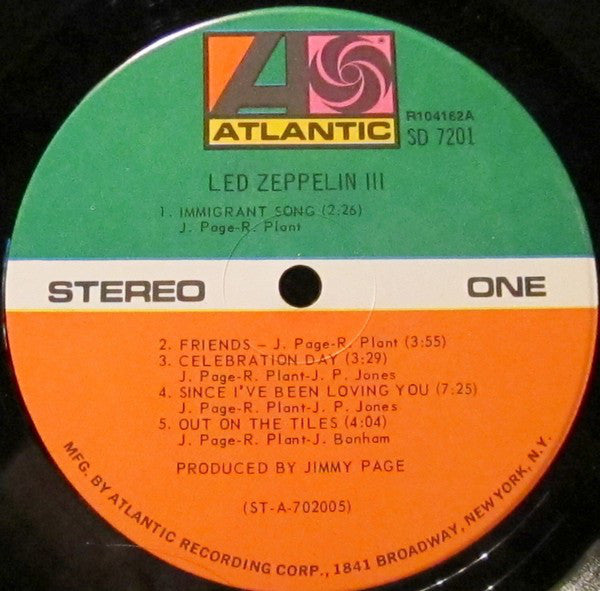 ATLANTIC
R104162A
SD 7201
LED ZEPPELIN III
1. IMMIGRANT SONG (2:26)
J. Page-R. Plant
STEREO ONE
2. FRIENDS – J. Page-R. Plant (3:55)
3. CELEBRATION DAY (3:29)
J. Page-R. Plant-J. P. Jones
4. SINCE I'VE BEEN LOVING YOU (7:25)
J. Page-R. Plant-J. P. Jones
5. OUT ON THE TILES (4:04)
J. Page-R. Plant-J. Bonham
PRODUCED BY JIMMY PAGE
(ST-A-702005)
MFG. BY ATLANTIC RECORDING CORP., 1841 BROADWAY, NEW YORK, N.Y.